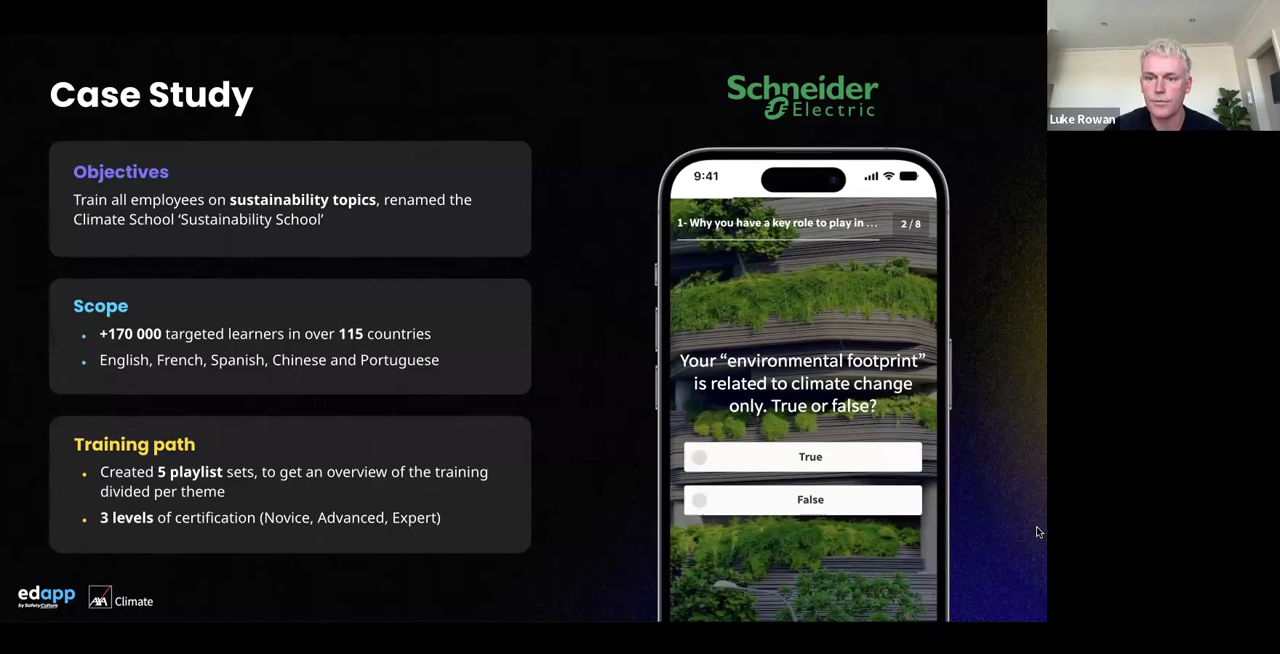 Case Study
Schneider
Electric
Luke Rowan
Objectives
Train all employees on sustainability topics, renamed the
Climate School ‘Sustainability School’
Scope
+170 000 targeted learners in over 115 countries
English, French, Spanish, Chinese and Portuguese
Training path
Created 5 playlist sets, to get an overview of the training
divided per theme
3 levels of certification (Novice, Advanced, Expert)
9:41
1- Why you have a key role to play in ...
2 / 8
Your “environmental footprint”
is related to climate change
only. True or false?
True
False
edapp
by SafetyCulture
AXA
Climate